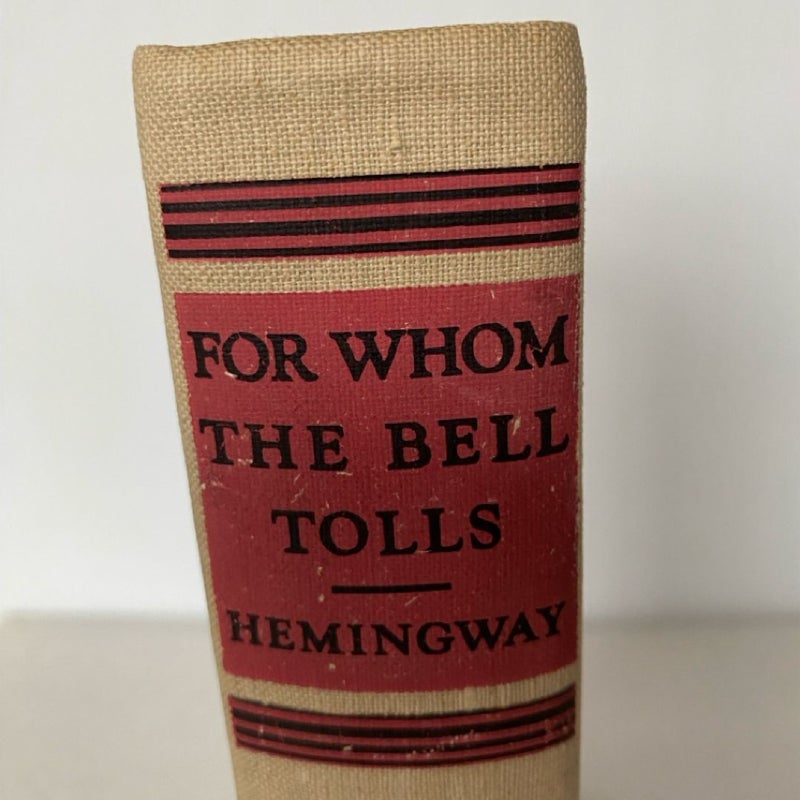 FOR WHOM
THE BELL
TOLLS
HEMINGWAY